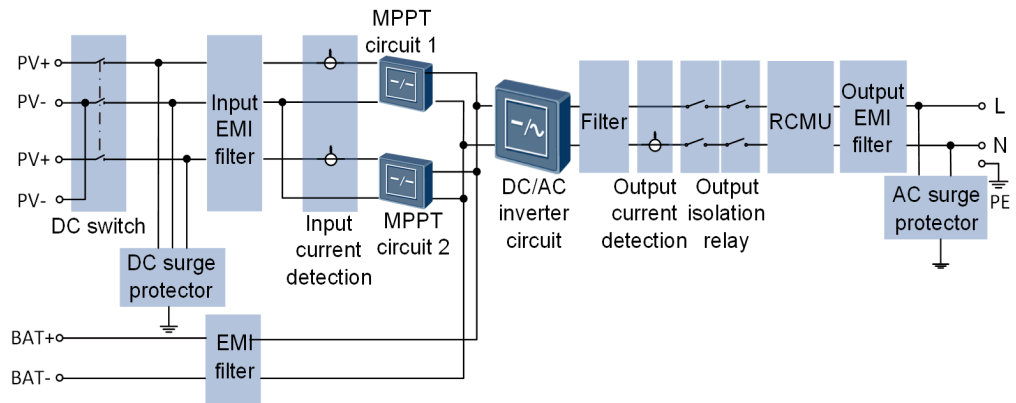 PV+
PV-
PV+
PV-
DC switch
DC surge
protector
Input
EMI
filter
Input
current
detection
MPPT
circuit 1
MPPT
circuit 2
BAT+
BAT-
EMI
filter
DC/AC
inverter
circuit
Filter
Output
current
detection
Output
isolation
relay
RCMU
Output
EMI
filter
L
N
PE
AC surge
protector